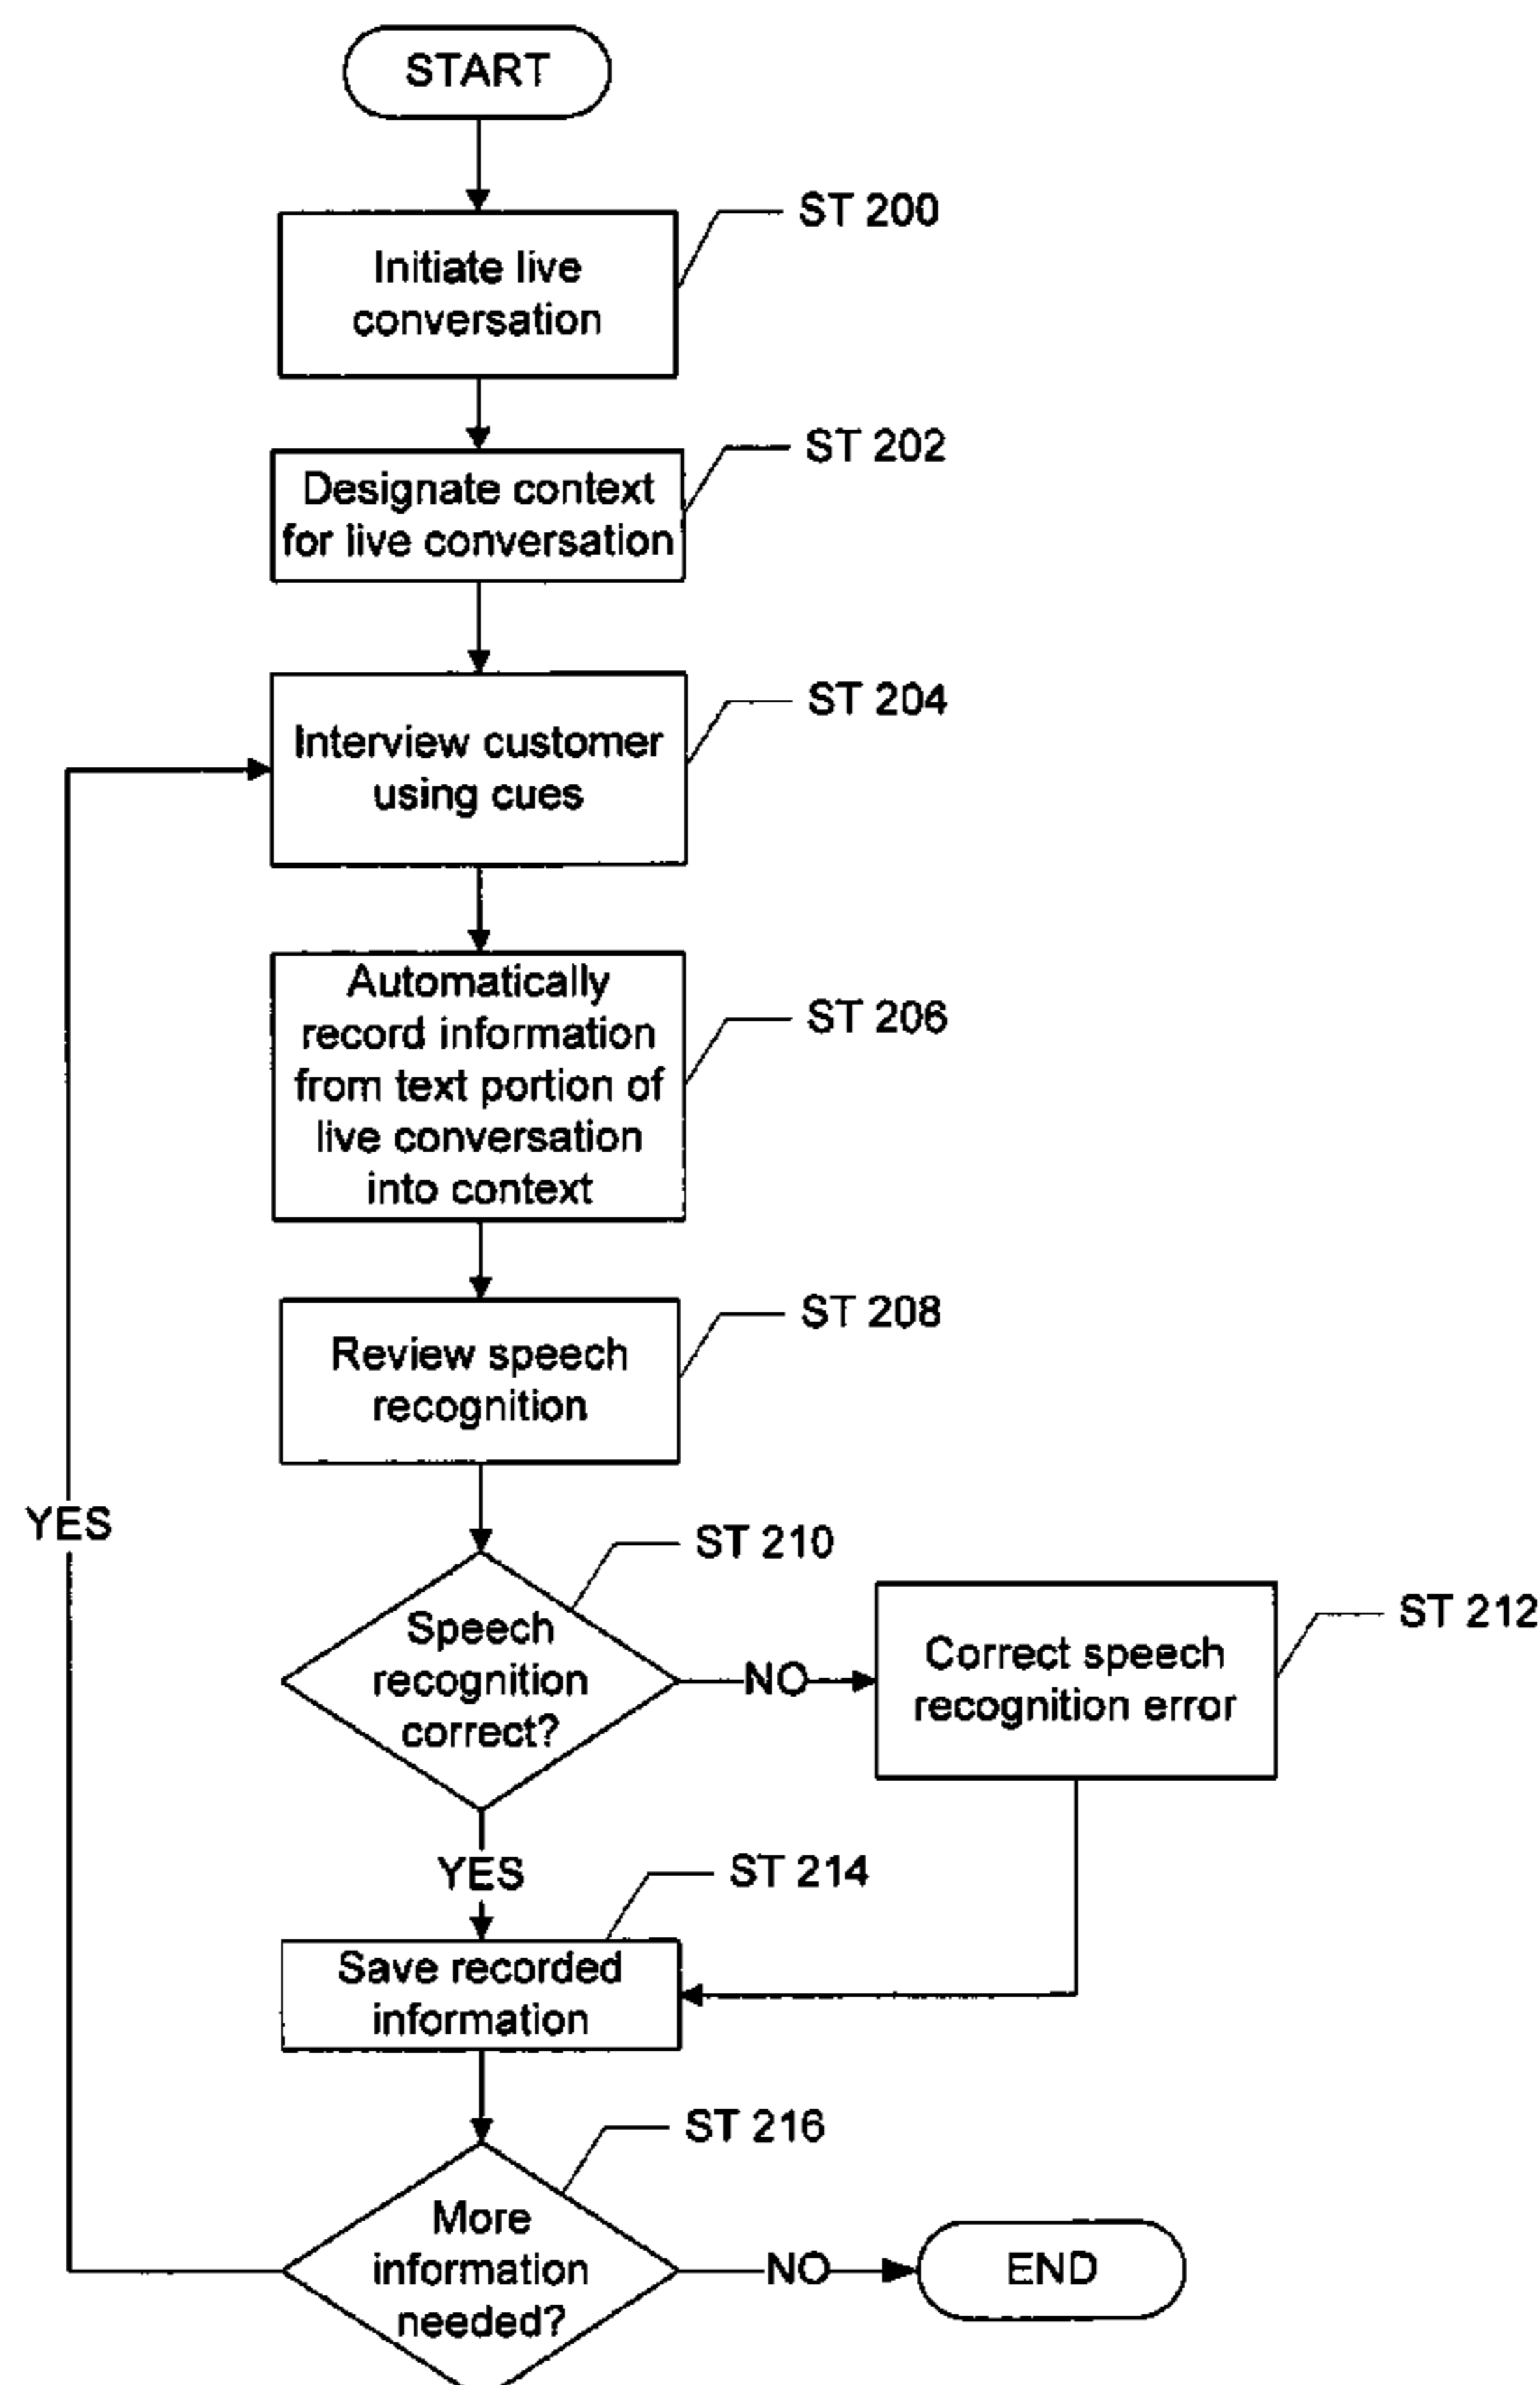 START
ST 200
Initiate live
conversation
ST 202
Designate context
for live conversation
ST 204
Interview customer
using cues
Automatically
record information
from text portion of
live conversation
into context
ST 206
ST 208
Review speech
recognition
YES
ST 210
Speech
recognition
correct?
NO
Correct speech
recognition error
ST 212
YES
ST 214
Save recorded
information
ST 216
More
information
needed?
NO
END